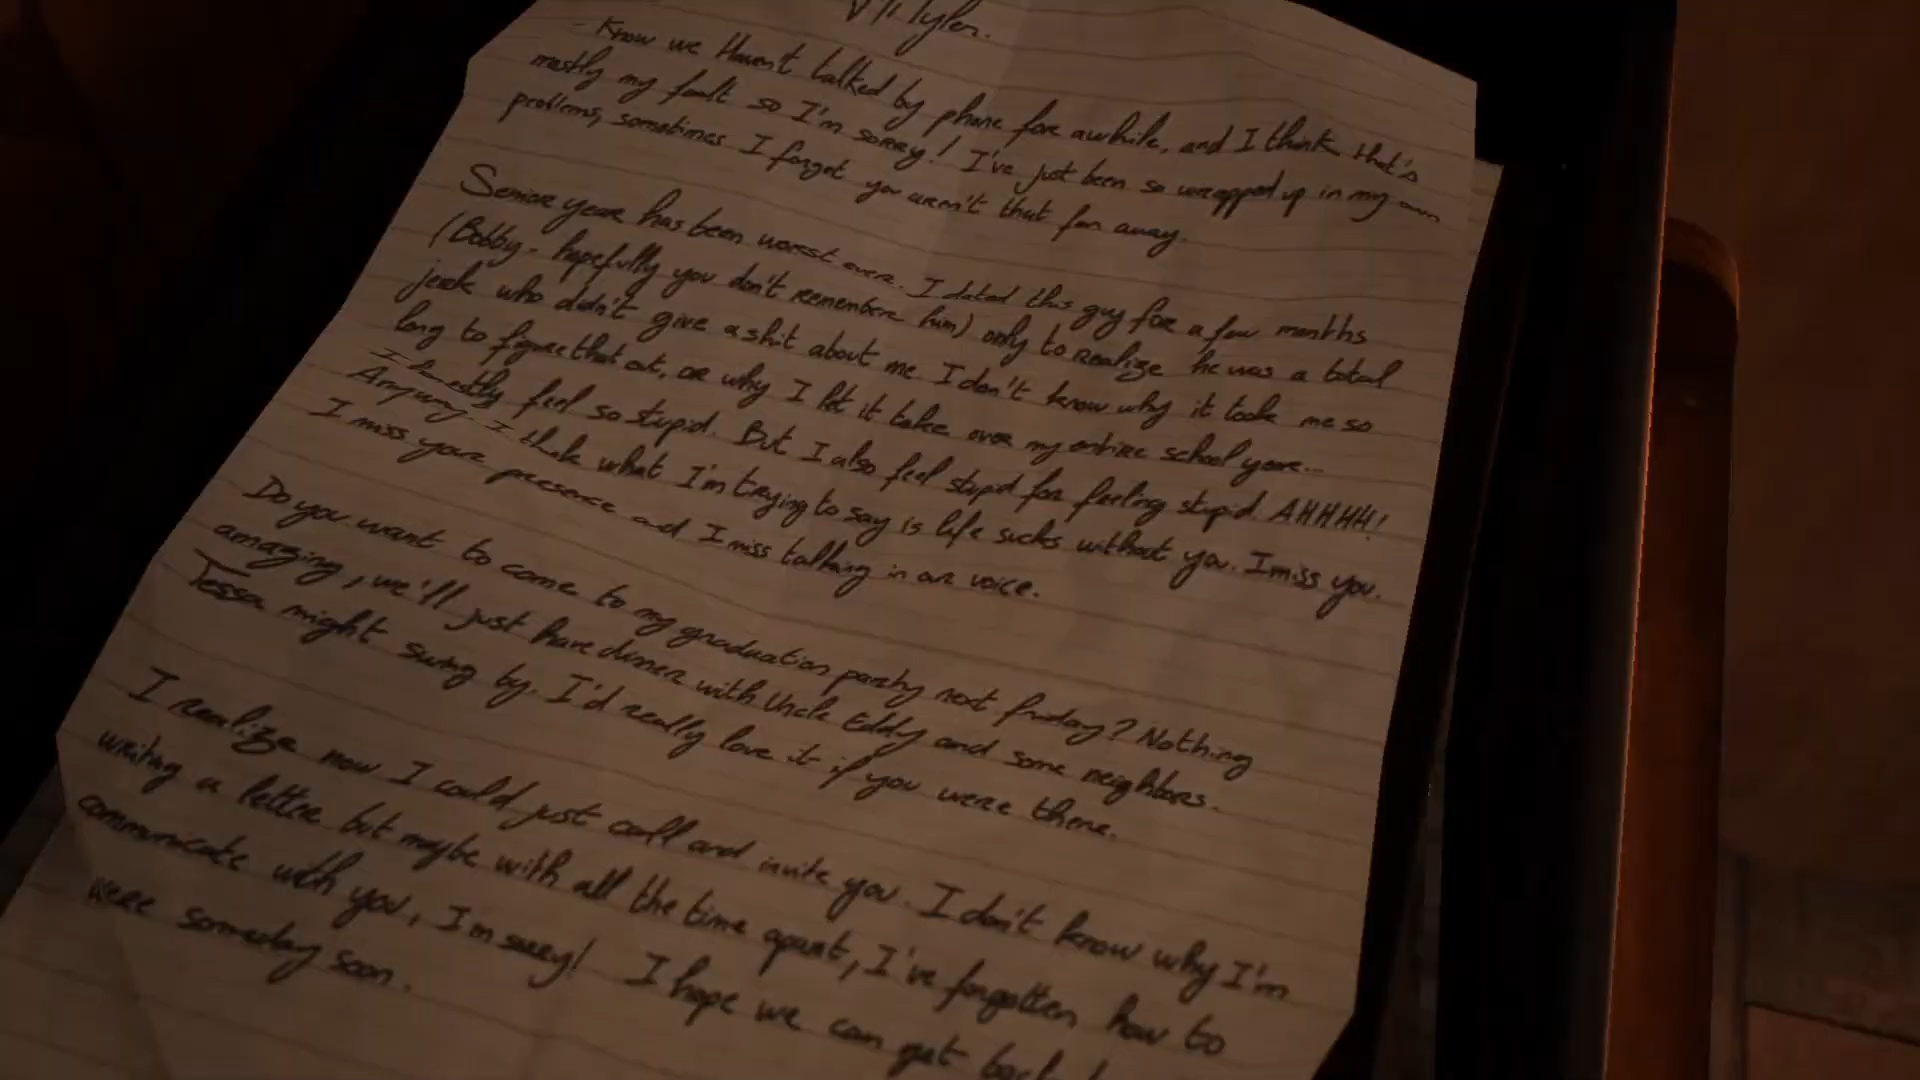 Tyler.
- Know we Haven't talked by phone for awhile, and I think that's
mostly my fault so I'm sorry! I've just been so wrapped up in my own
problems, sometimes I forget you aren't that far away.
Senior year has been worst ever. I dated this guy for a few months
(Bobby - hopefully you don't remember him) only to realize he was a total
jerk who didn't give a shit about me. I don't know why it took me so
long to figure that out, or why I let it take over my entire school year...
I honestly feel so stupid. But I also feel stupid for feeling stupid. AHHHH!
Anyway I think what I'm trying to say is life sucks without you. I miss you.
I miss your presence and I miss talking in our voice.
Do you want to come to my graduation party next friday? Nothing
amazing, we'll just have dinner with Uncle Eddy and some neighbors.
Tessa might swing by. I'd really love it if you were there.
I realize now I could just call and invite you. I don't know why I'm
writing a letter but maybe with all the time apart, I've forgotten how to
communicate with you, I'm sorry! I hope we can get back
were someday soon.